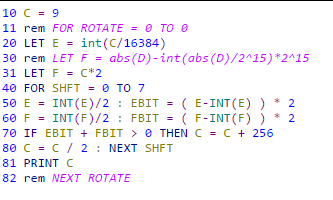 10 C = 9
11 rem FOR ROTATE = 0 TO 0
20 LET E = int(C/16384)
30 rem LET F = abs(D)-int(abs(D)/2^15)*2^15
31 LET F = C*2
40 FOR SHFT = 0 TO 7
50 E = INT(E)/2 : EBIT = ( E-INT(E) ) * 2
60 F = INT(F)/2 : FBIT = ( F-INT(F) ) * 2
70 IF EBIT + FBIT > 0 THEN C = C + 256
80 C = C / 2 : NEXT SHFT
81 PRINT C
82 rem NEXT ROTATE